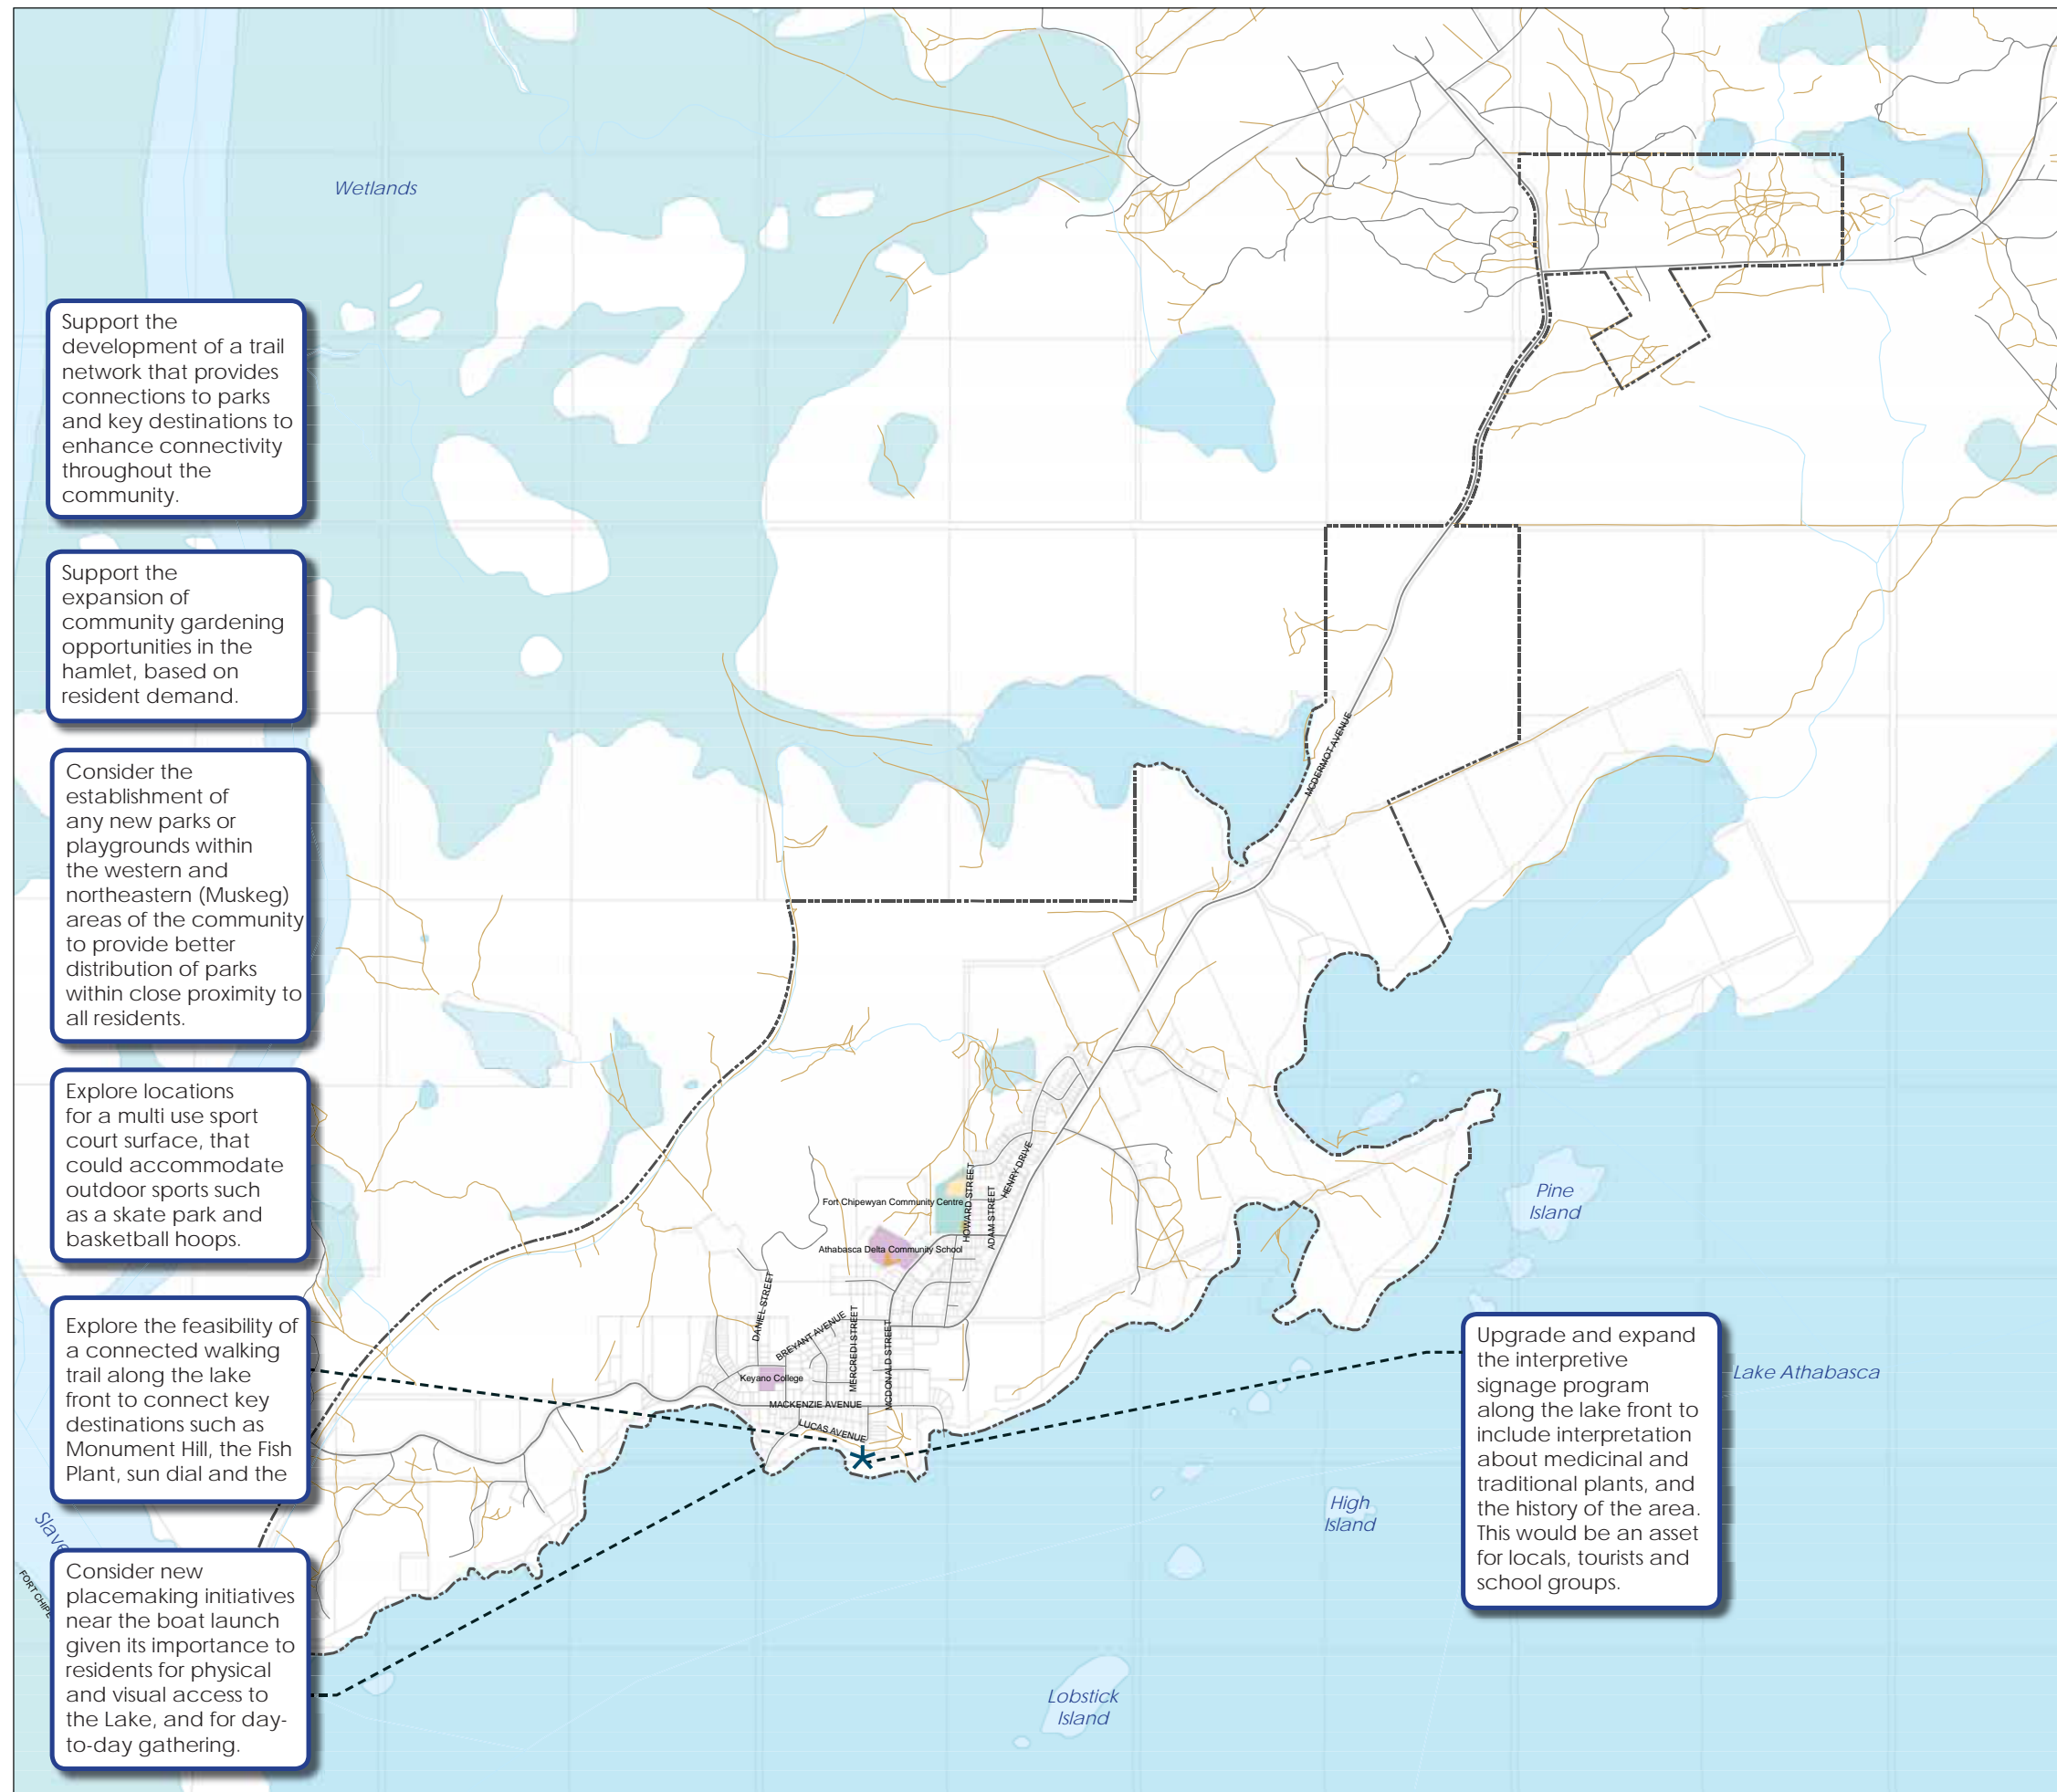 Wetlands
Support the
development of a trail
network that provides
connections to parks
and key destinations to
enhance connectivity
throughout the
community.
Support the
expansion of
community gardening
opportunities in the
hamlet, based on
resident demand.
Consider the
establishment of
any new parks or
playgrounds within
the western and
northeastern (Muskeg)
areas of the community
to provide better
distribution of parks
within close proximity to
all residents.
Explore locations
for a multi use sport
court surface, that
could accommodate
outdoor sports such
as a skate park and
basketball hoops.
Explore the feasibility of
a connected walking
trail along the lake
front to connect key
destinations such as
Monument Hill, the Fish
Plant, sun dial and the
Slave
FORT CHIPE
Consider new
placemaking initiatives
near the boat launch
given its importance to
residents for physical
and visual access to
the Lake, and for day-
to-day gathering.
MCDERMOT AVENUE
HENRY DRIVE
HOWARD STREET
ADAM STREET
Fort Chipewyan Community Centre
Athabasca Delta Community School
DANIEL STREET
BREYANT AVENUE
MERCREDI STREET
MCDONALD STREET
Keyano College
MACKENZIE AVENUE
LUCAS AVENUE
Pine
Island
Upgrade and expand
the interpretive
signage program
along the lake front to
include interpretation
about medicinal and
traditional plants, and
the history of the area.
This would be an asset
for locals, tourists and
school groups.
Lake Athabasca
High
Island
Lobstick
Island